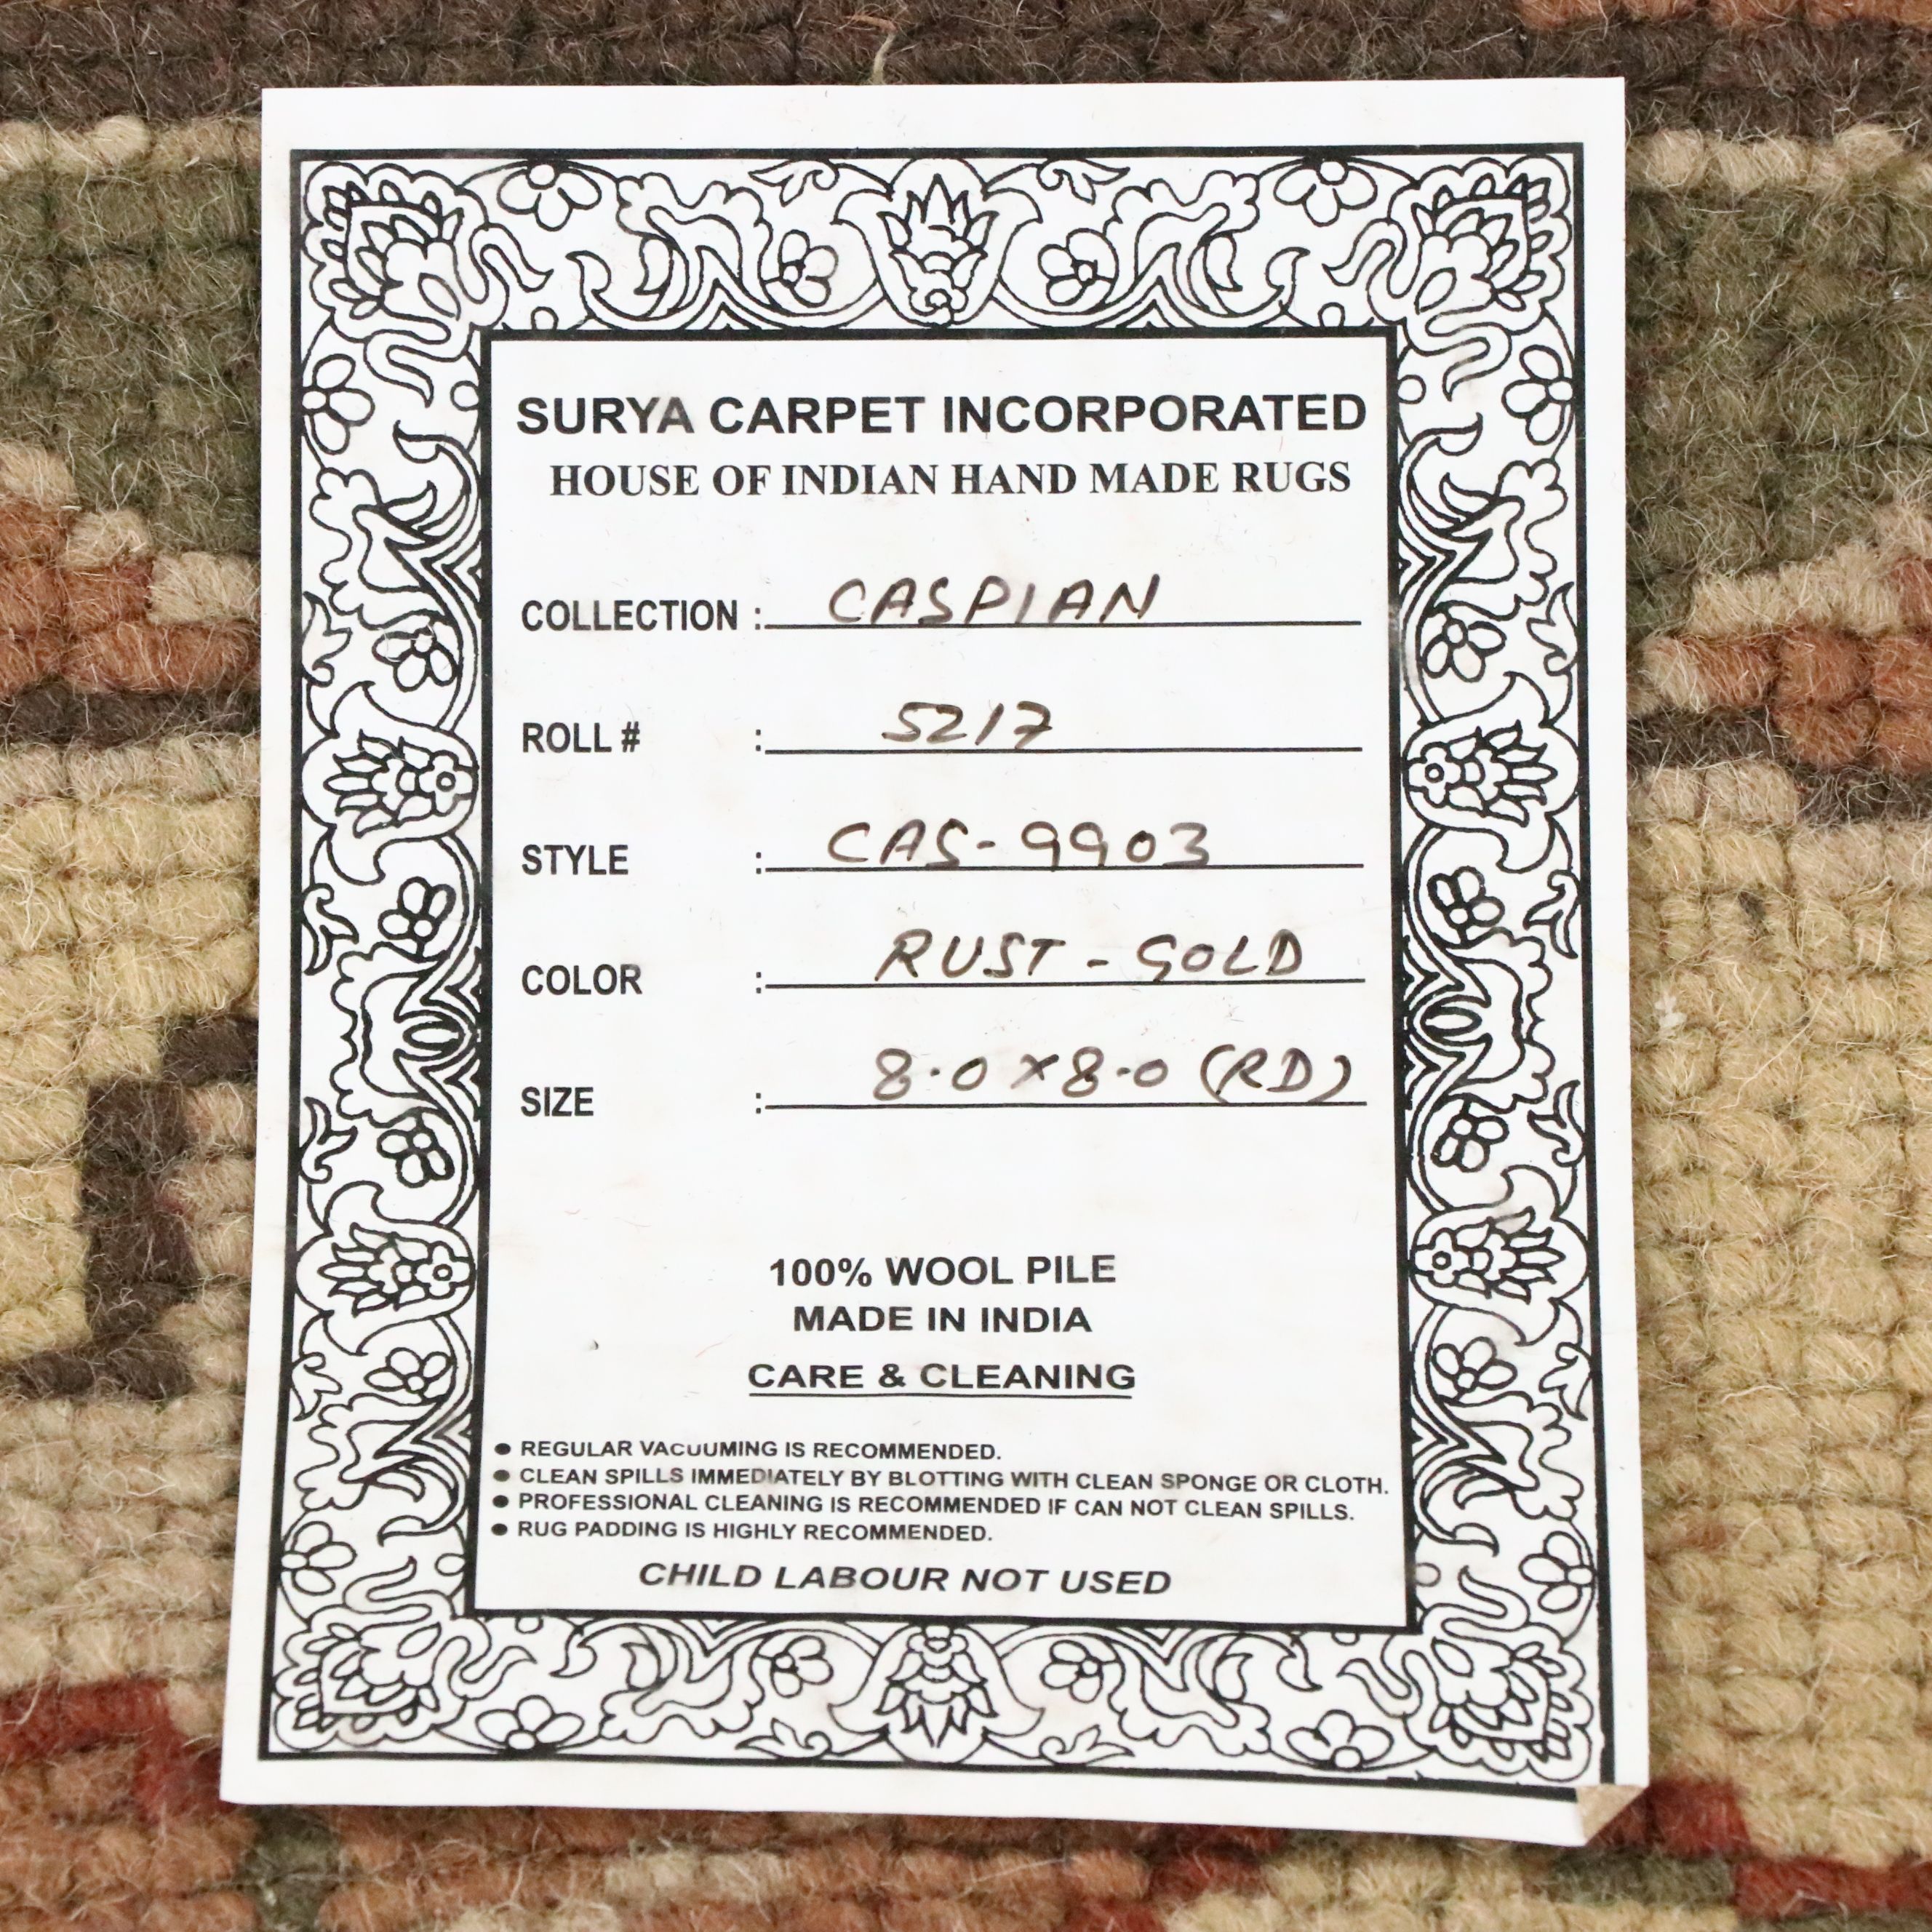 SURYA CARPET INCORPORATED
HOUSE OF INDIAN HAND MADE RUGS
COLLECTION : CASPIAN
ROLL # : 5217
STYLE : CAS-9903
COLOR : RUST - GOLD
SIZE : 8.0 X 8.0 (RD)
100% WOOL PILE
MADE IN INDIA
CARE & CLEANING
• REGULAR VACUUMING IS RECOMMENDED.
• CLEAN SPILLS IMMEDIATELY BY BLOTTING WITH CLEAN SPONGE OR CLOTH.
• PROFESSIONAL CLEANING IS RECOMMENDED IF CAN NOT CLEAN SPILLS.
• RUG PADDING IS HIGHLY RECOMMENDED.
CHILD LABOUR NOT USED